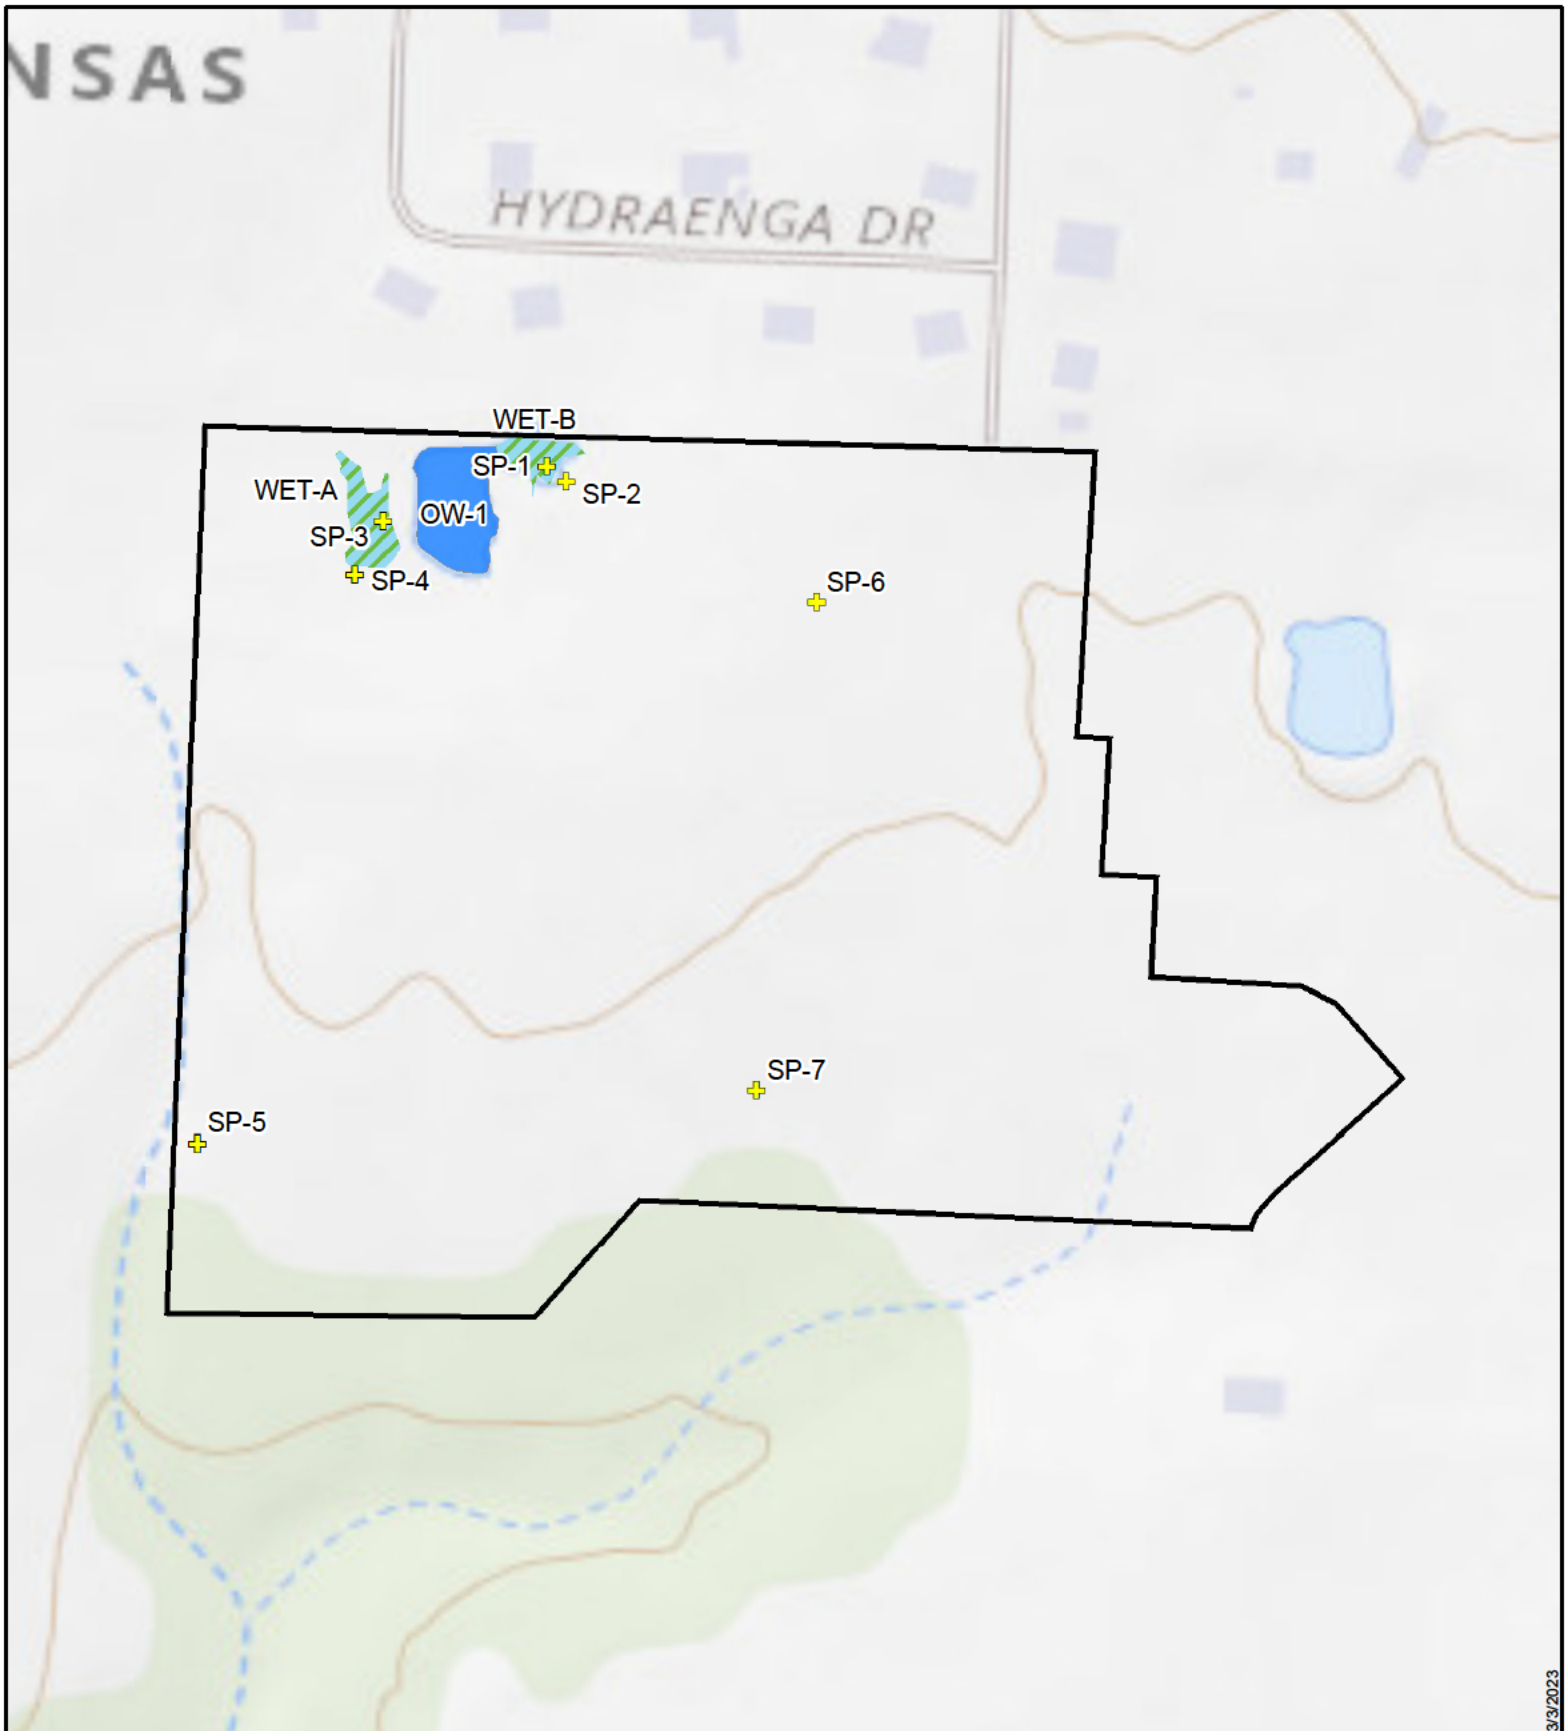 NSAS
HYDRAENGA DR
WET-B
SP-1
SP-2
WET-A
OW-1
SP-3
SP-4
SP-6
SP-7
SP-5
3/3/2023